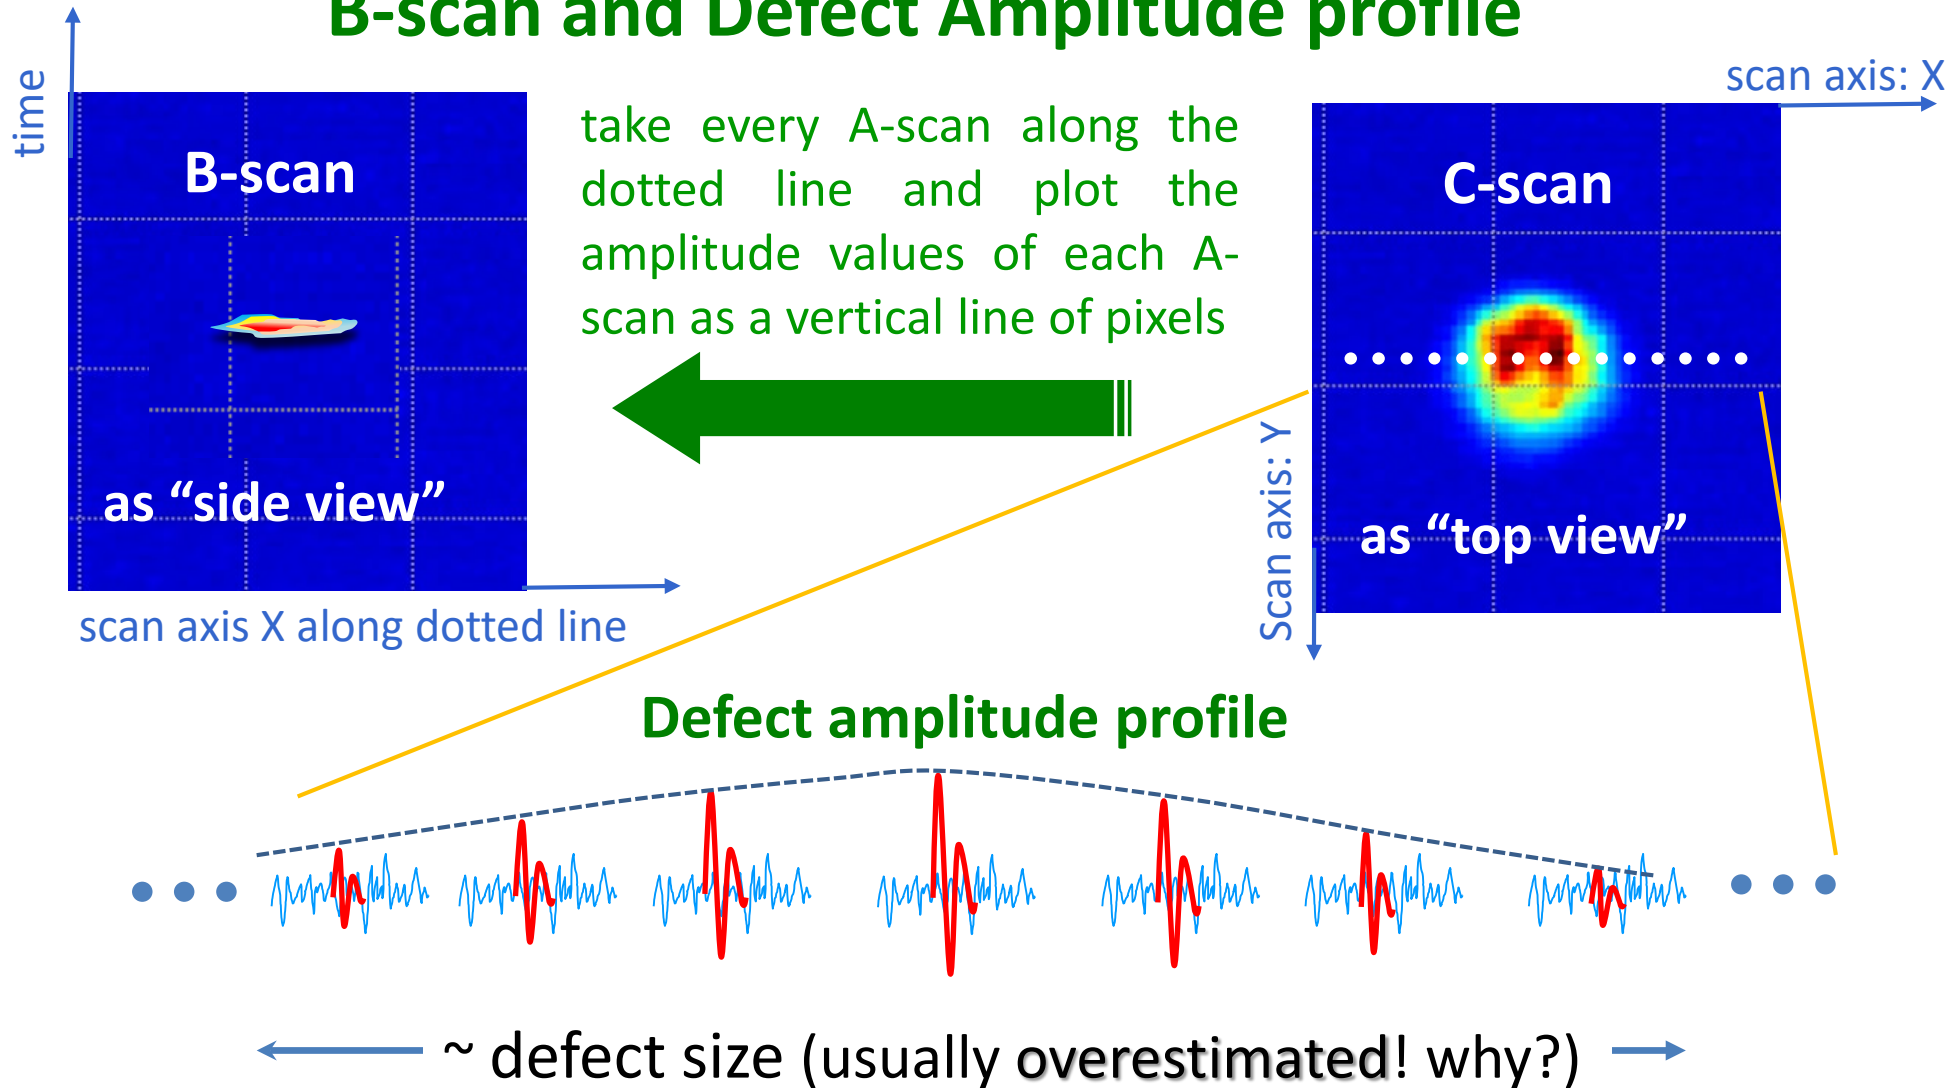 B-scan and Defect Amplitude profile
time
scan axis: X
B-scan
as “side view”
scan axis X along dotted line
take every A-scan along the
dotted line and plot the
amplitude values of each A-
scan as a vertical line of pixels
C-scan
as “top view”
Scan axis: Y
Defect amplitude profile
~ defect size (usually overestimated! why?)